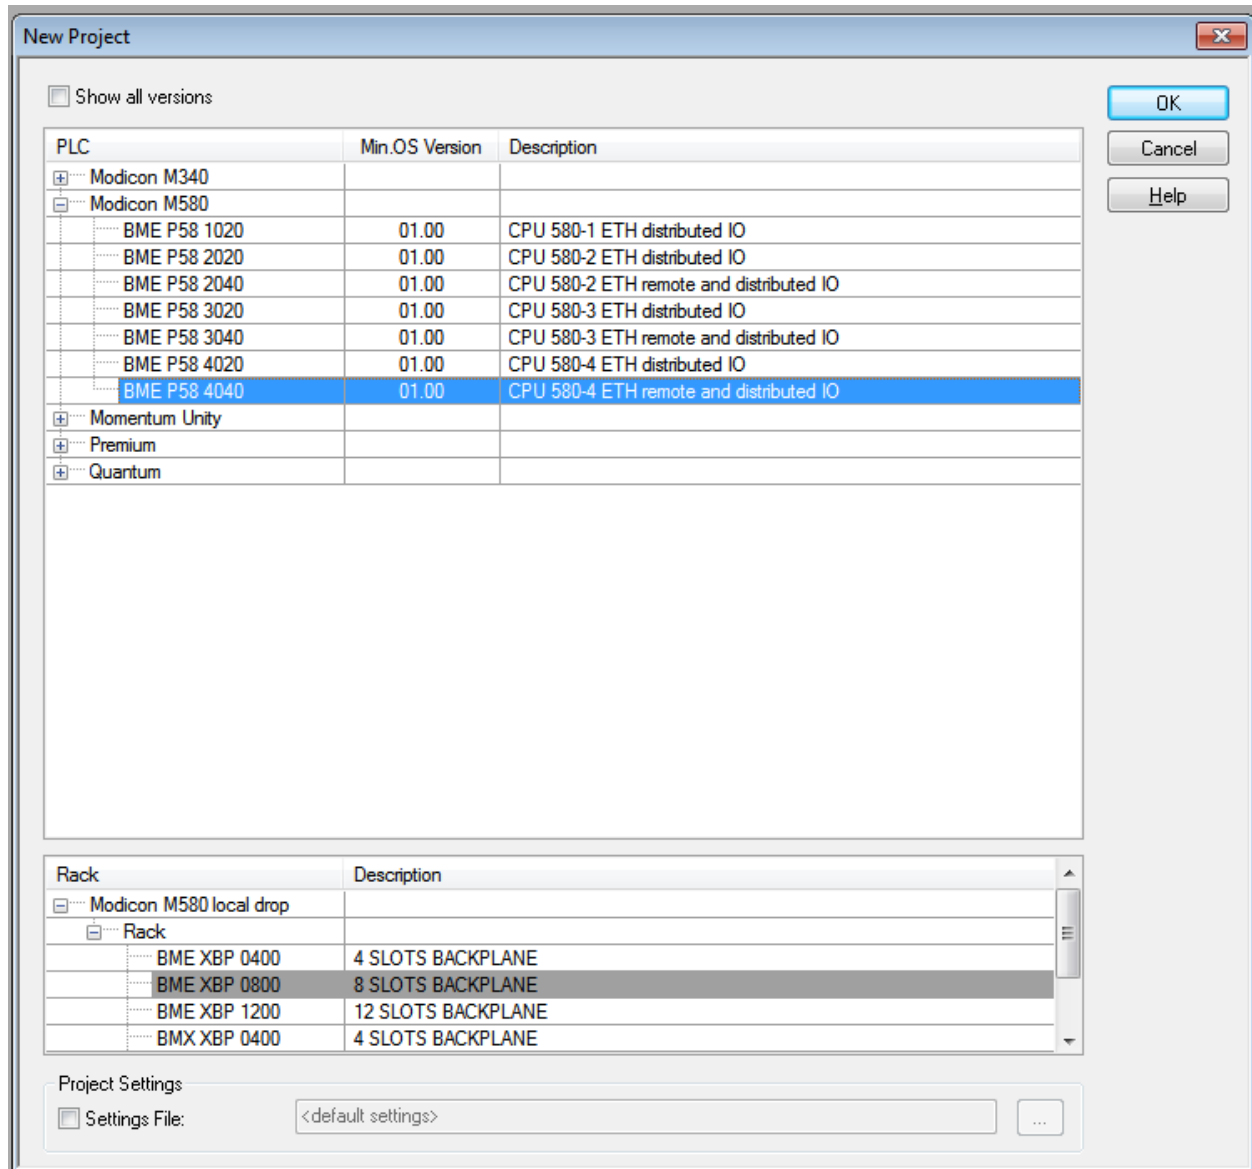 New Project
Show all versions
OK
Cancel
Help
PLC Min.OS Version Description
Modicon M340
Modicon M580
BME P58 1020 01.00 CPU 580-1 ETH distributed IO
BME P58 2020 01.00 CPU 580-2 ETH distributed IO
BME P58 2040 01.00 CPU 580-2 ETH remote and distributed IO
BME P58 3020 01.00 CPU 580-3 ETH distributed IO
BME P58 3040 01.00 CPU 580-3 ETH remote and distributed IO
BME P58 4020 01.00 CPU 580-4 ETH distributed IO
BME P58 4040 01.00 CPU 580-4 ETH remote and distributed IO
Momentum Unity
Premium
Quantum
Rack Description
Modicon M580 local drop
Rack
BME XBP 0400 4 SLOTS BACKPLANE
BME XBP 0800 8 SLOTS BACKPLANE
BME XBP 1200 12 SLOTS BACKPLANE
BMX XBP 0400 4 SLOTS BACKPLANE
Project Settings
Settings File: <default settings> ...